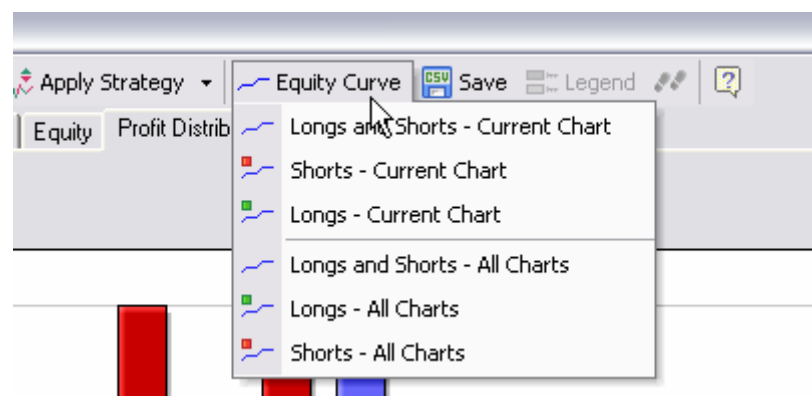 Apply Strategy Equity Curve CSV Save Legend
Equity Profit Distrib
Longs and Shorts - Current Chart
Shorts - Current Chart
Longs - Current Chart
Longs and Shorts - All Charts
Longs - All Charts
Shorts - All Charts